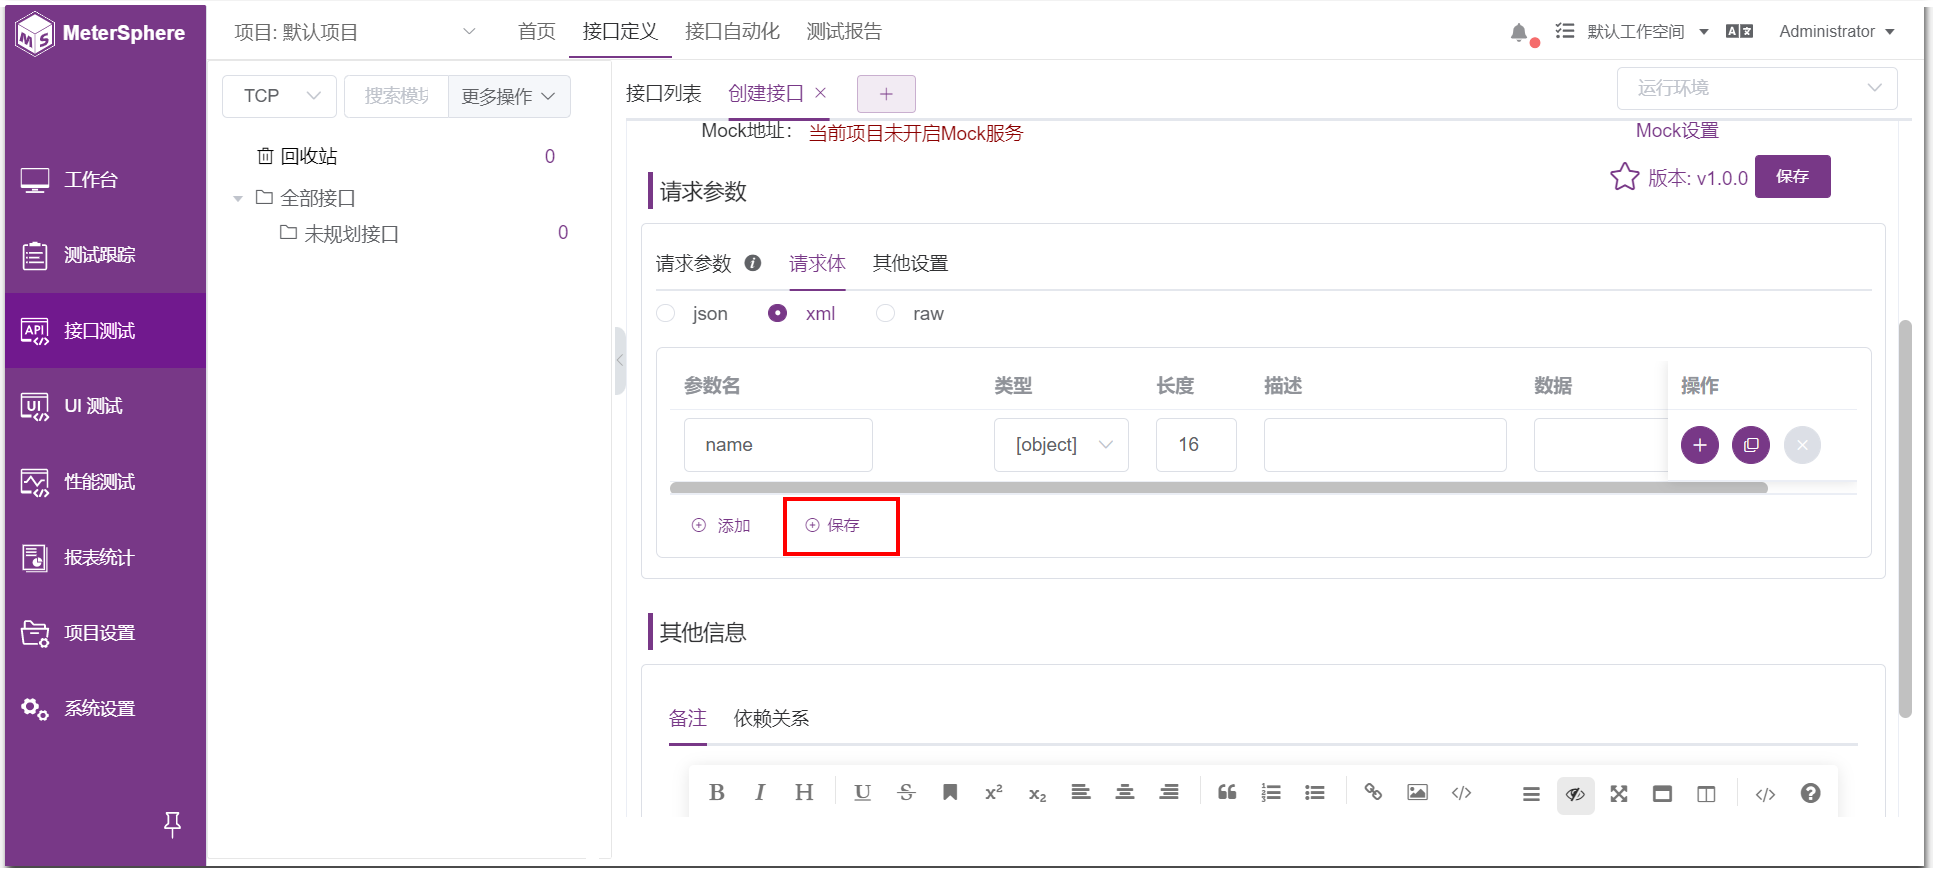 MeterSphere
项目: 默认项目
首页
接口定义
接口自动化
测试报告
默认工作空间
Administrator
工作台
测试跟踪
API
接口测试
UI
UI 测试
性能测试
报表统计
项目设置
系统设置
TCP
搜索模块
更多操作
回收站
0
全部接口
未规划接口
0
接口列表
创建接口
运行环境
Mock地址：
当前项目未开启Mock服务
Mock设置
请求参数
版本: v1.0.0
保存
请求参数
请求体
其他设置
json
xml
raw
参数名
类型
长度
描述
数据
操作
name
[object]
16
添加
保存
其他信息
备注
依赖关系